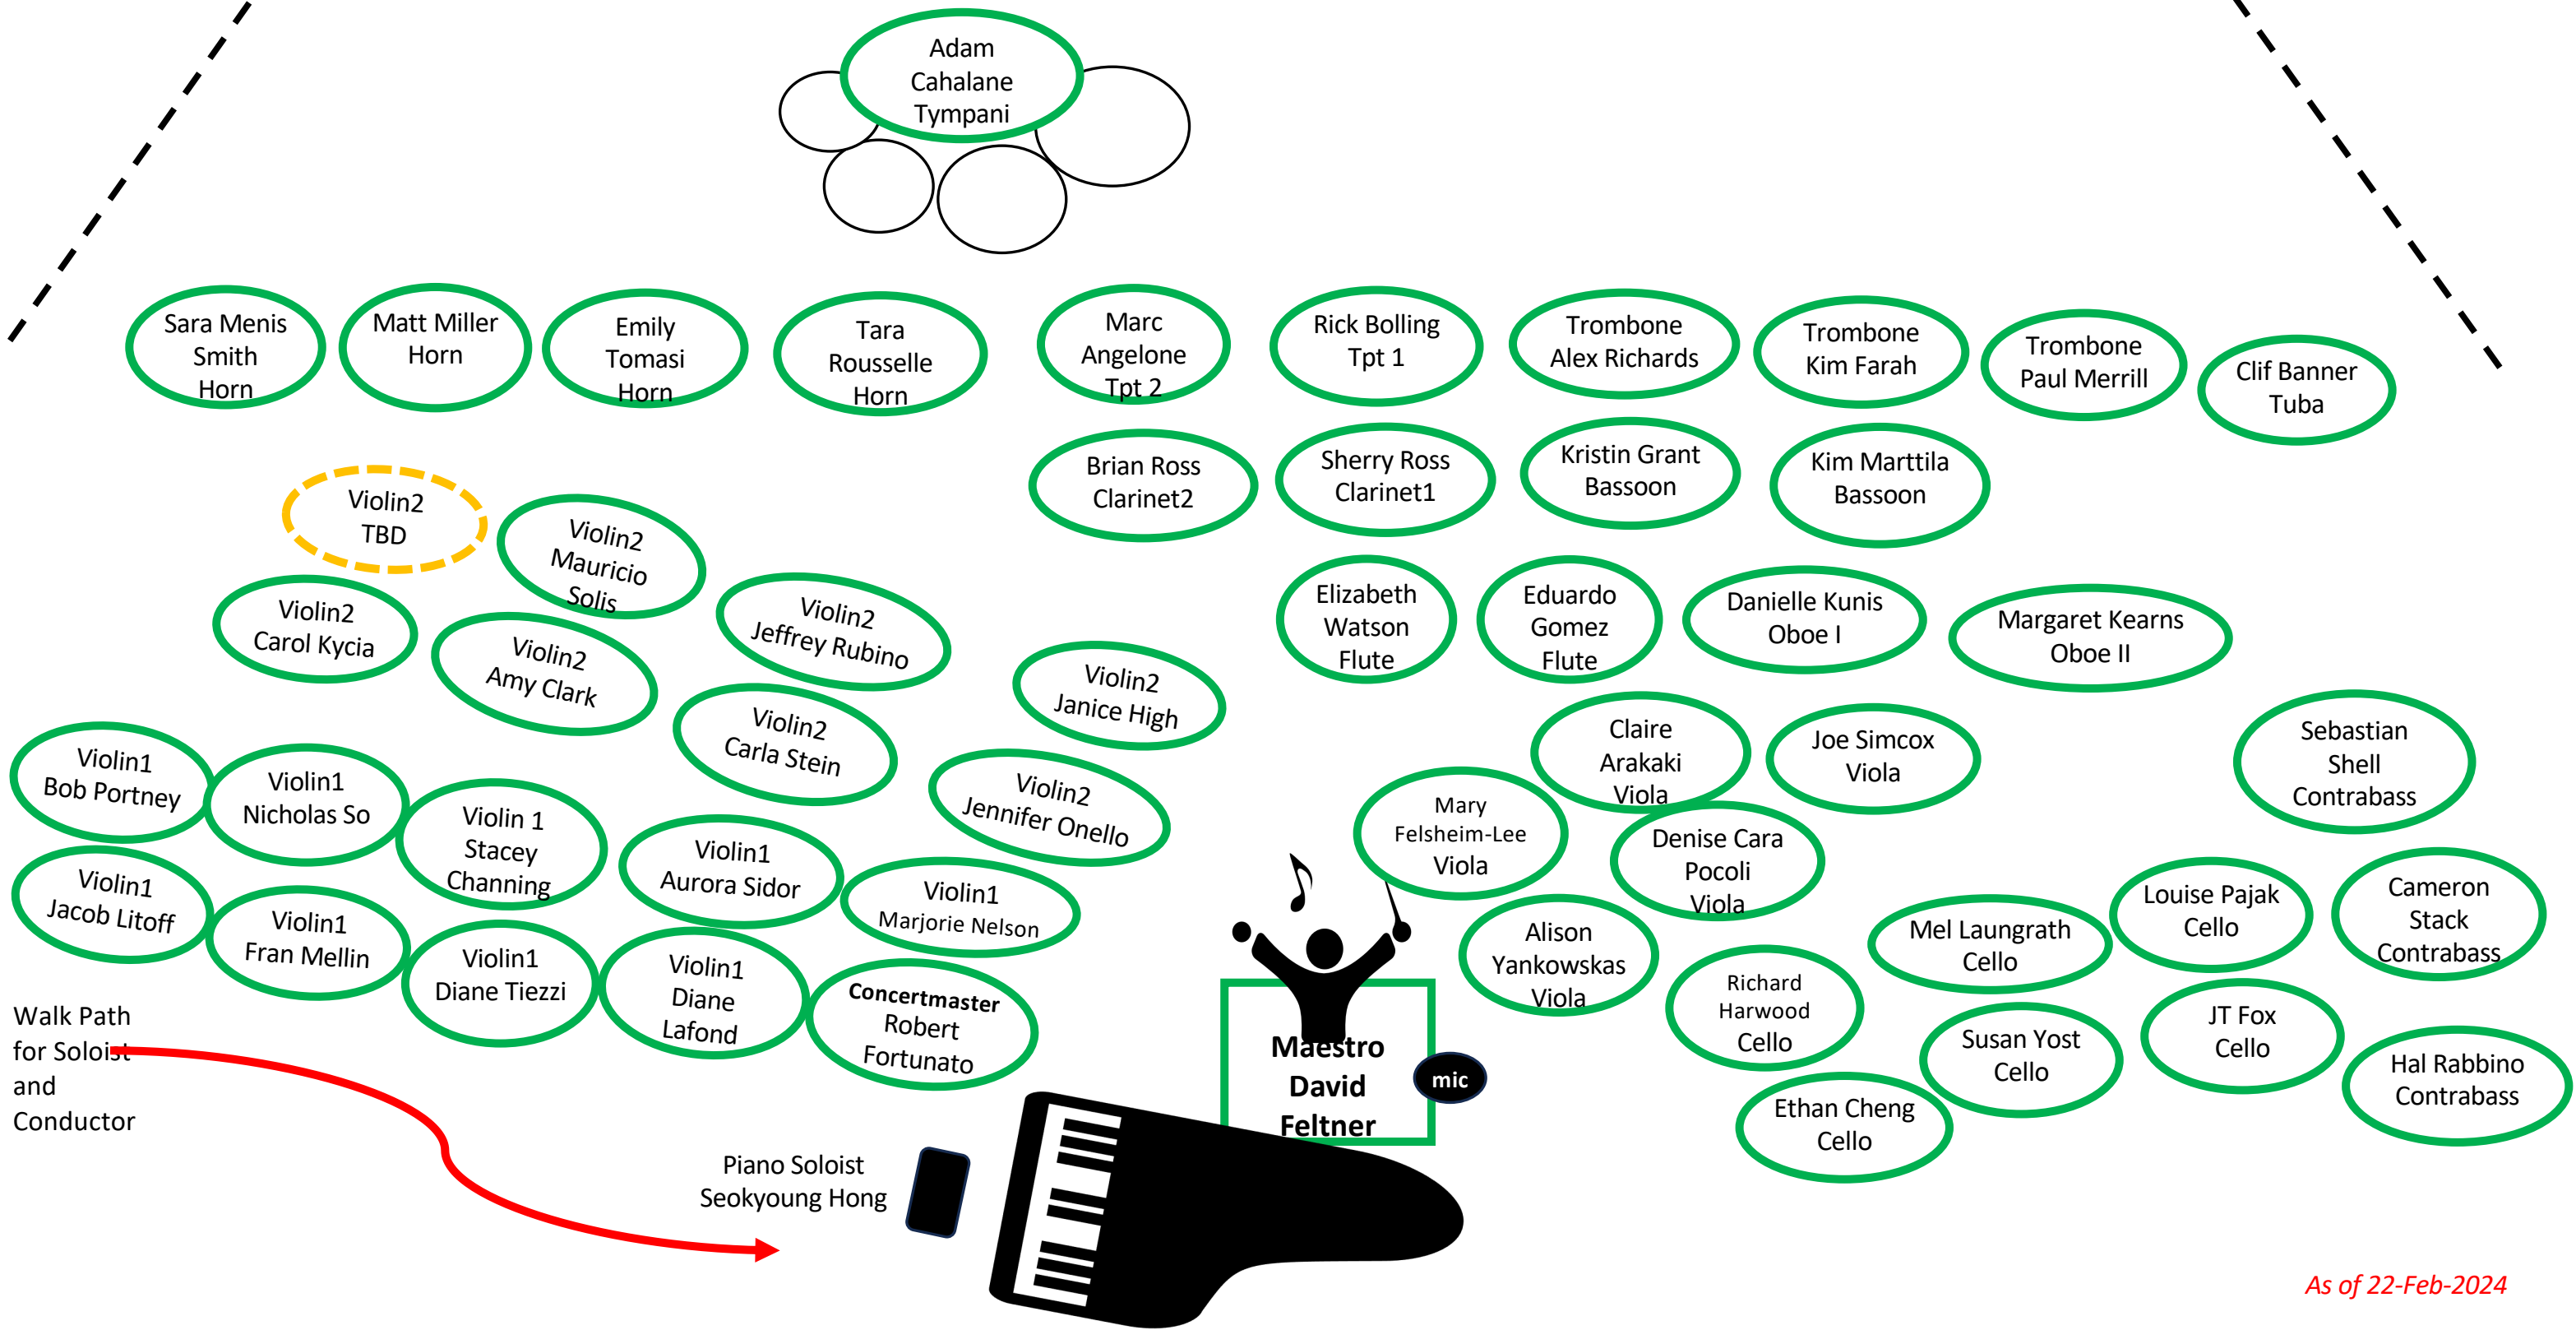 Adam
Cahalane
Tympani
Sara Menis
Smith
Horn
Matt Miller
Horn
Emily
Tomasi
Horn
Tara
Rousselle
Horn
Marc
Angelone
Tpt 2
Rick Bolling
Tpt 1
Trombone
Alex Richards
Trombone
Kim Farah
Trombone
Paul Merrill
Clif Banner
Tuba
Brian Ross
Clarinet2
Sherry Ross
Clarinet1
Kristin Grant
Bassoon
Kim Marttila
Bassoon
Violin2
TBD
Violin2
Mauricio
Solis
Violin2
Jeffrey Rubino
Violin2
Janice High
Violin2
Carol Kycia
Violin2
Amy Clark
Violin2
Carla Stein
Violin2
Jennifer Onello
Elizabeth
Watson
Flute
Eduardo
Gomez
Flute
Danielle Kunis
Oboe I
Margaret Kearns
Oboe II
Violin1
Bob Portney
Violin1
Nicholas So
Violin 1
Stacey
Channing
Violin1
Aurora Sidor
Violin1
Marjorie Nelson
Violin1
Jacob Litoff
Violin1
Fran Mellin
Violin1
Diane Tiezzi
Violin1
Diane
Lafond
Concertmaster
Robert
Fortunato
Claire
Arakaki
Viola
Joe Simcox
Viola
Mary
Felsheim-Lee
Viola
Denise Cara
Pocoli
Viola
Alison
Yankowskas
Viola
Sebastian
Shell
Contrabass
Cameron
Stack
Contrabass
Hal Rabbino
Contrabass
Mel Laungrath
Cello
Louise Pajak
Cello
Richard
Harwood
Cello
Susan Yost
Cello
JT Fox
Cello
Ethan Cheng
Cello
Maestro
David
Feltner
mic
Walk Path
for Soloist
and
Conductor
Piano Soloist
Seokyoung Hong
As of 22-Feb-2024